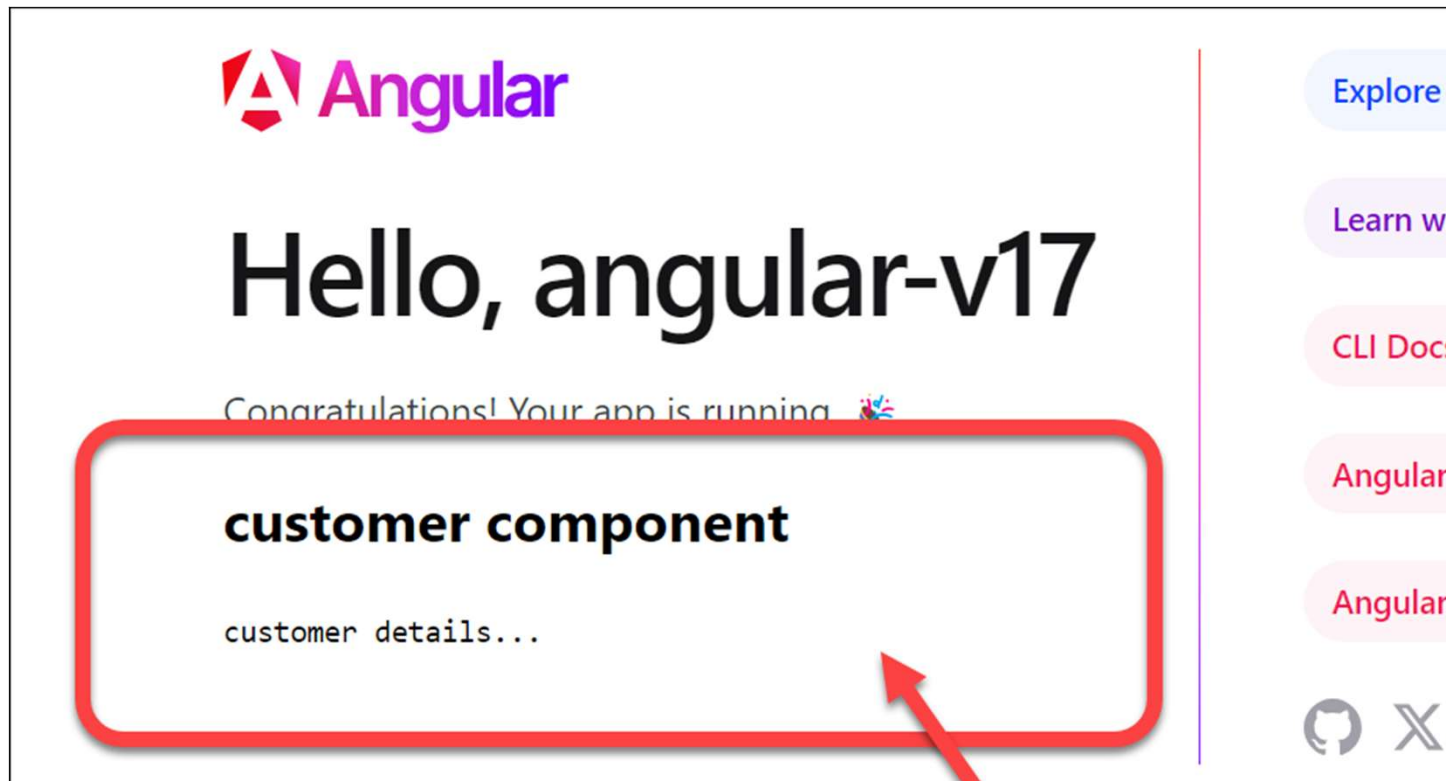 Angular
Hello, angular-v17
Congratulations! Your app is running. 🎉
customer component
customer details...
Explore
Learn w
CLI Docs
Angular
Angular